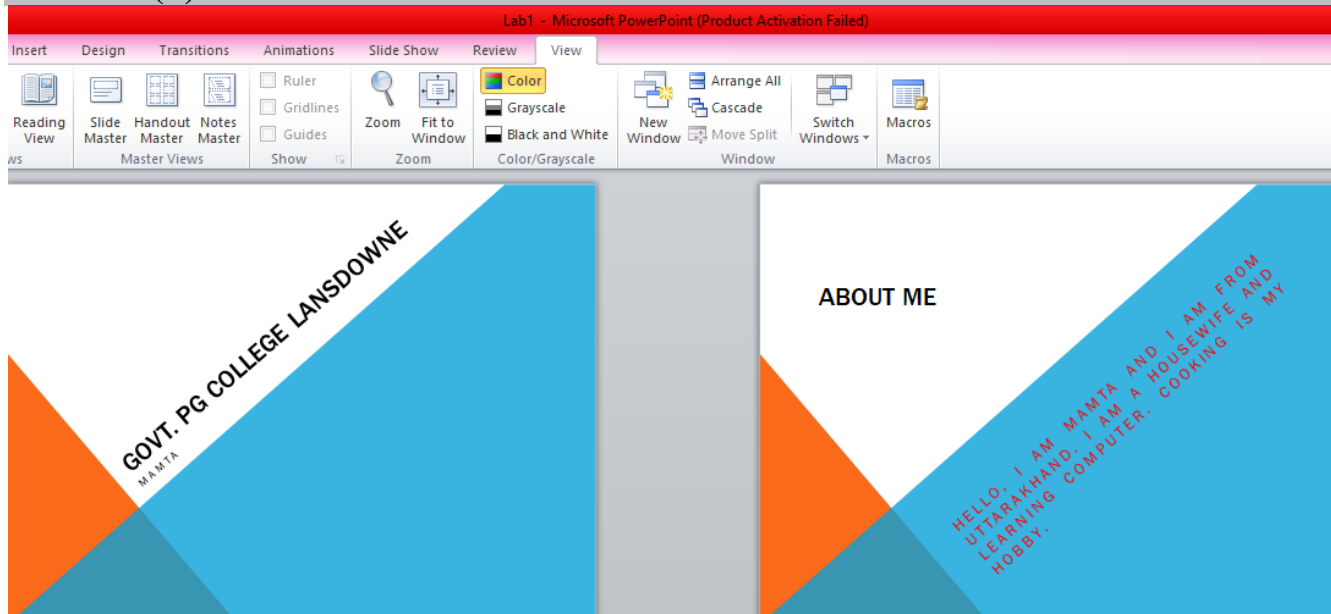 Lab1 - Microsoft PowerPoint (Product Activation Failed)
Insert Design Transitions Animations Slide Show Review View
Reading View
Slide Master
Handout Master
Notes Master
Master Views
Ruler
Gridlines
Guides
Show
Zoom
Fit to Window
Zoom
Color
Grayscale
Black and White
Color/Grayscale
New Window
Arrange All
Cascade
Move Split
Switch Windows
Window
Macros
Macros
GOVT. PG COLLEGE LANSDOWNE
MAMTA
ABOUT ME
HELLO, I AM MAMTA AND I AM FROM
UTTARAKHAND. I AM A HOUSEWIFE AND
LEARNING COMPUTER. COOKING IS MY
HOBBY.